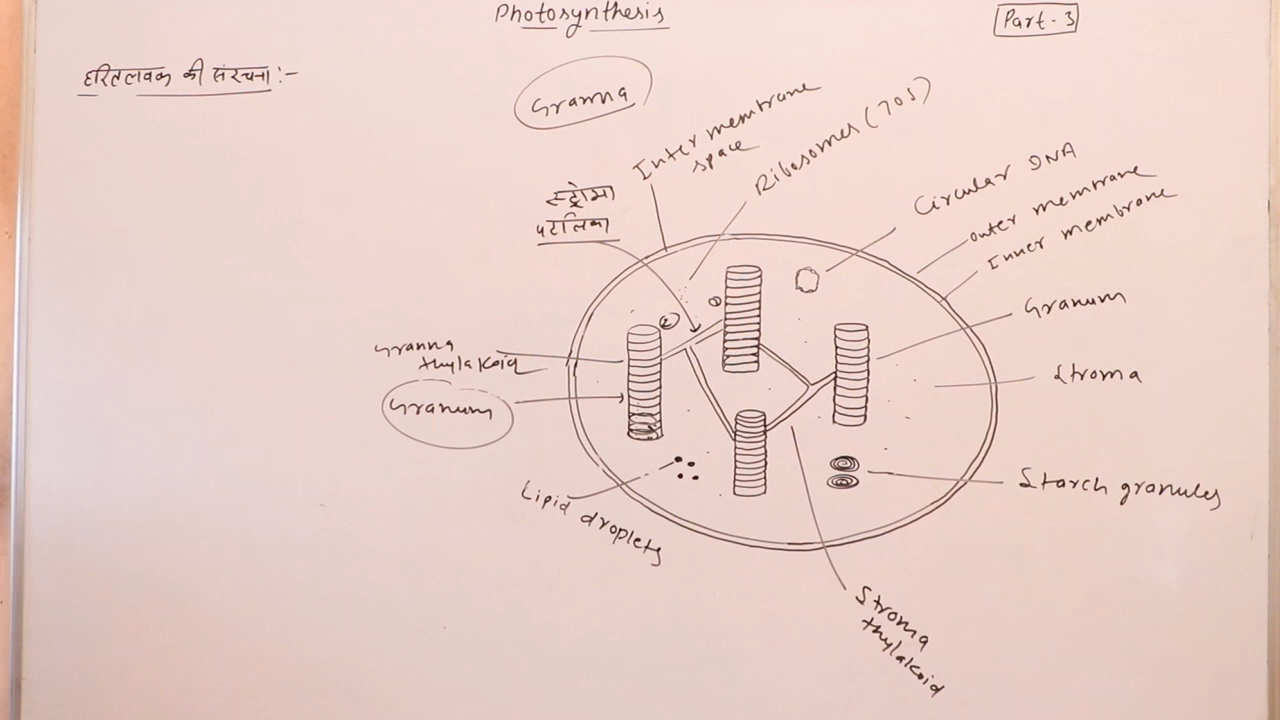 Photosynthesis
Part-3
हरितलवक की संरचना :-
Granna
Inter membrane
space
Ribosomes (70S)
Circular DNA
स्ट्रोमा
पटलिका
outer membrane
Inner membrane
Granum
Granna
thylakoid
Stroma
Granum
Lipid droplets
Starch granules
Stroma
thylakoid